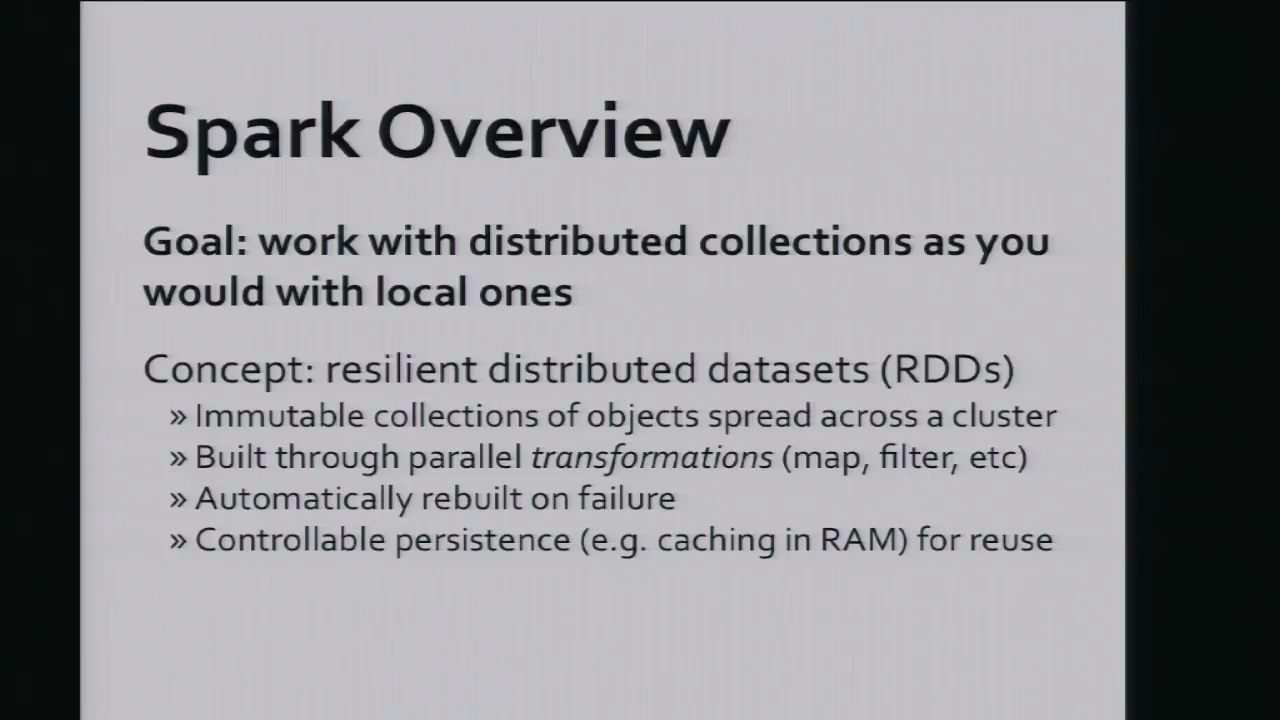 Spark Overview
Goal: work with distributed collections as you
would with local ones
Concept: resilient distributed datasets (RDDs)
» Immutable collections of objects spread across a cluster
» Built through parallel transformations (map, filter, etc)
» Automatically rebuilt on failure
» Controllable persistence (e.g. caching in RAM) for reuse